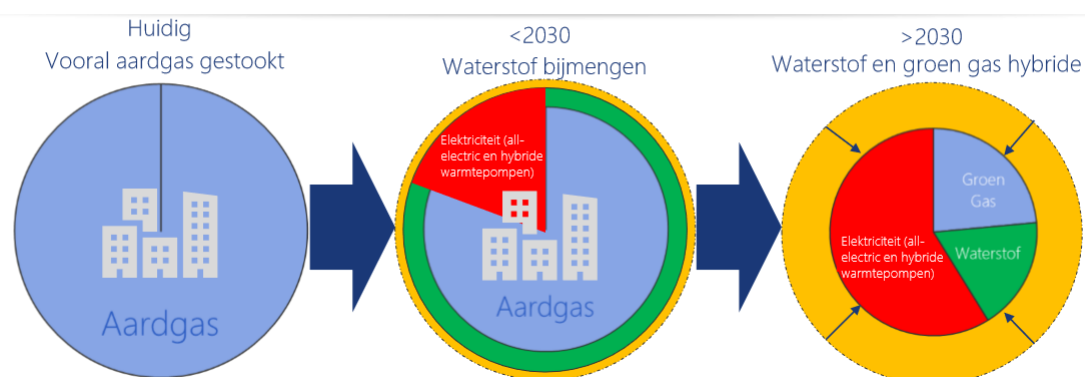 Huidig
Vooral aardgas gestookt
<2030
Waterstof bijmengen
>2030
Waterstof en groen gas hybride
Aardgas
Elektriciteit (all-
electric en hybride
warmtepompen)
Aardgas
Elektriciteit (all-
electric en hybride
warmtepompen)
Groen
Gas
Waterstof